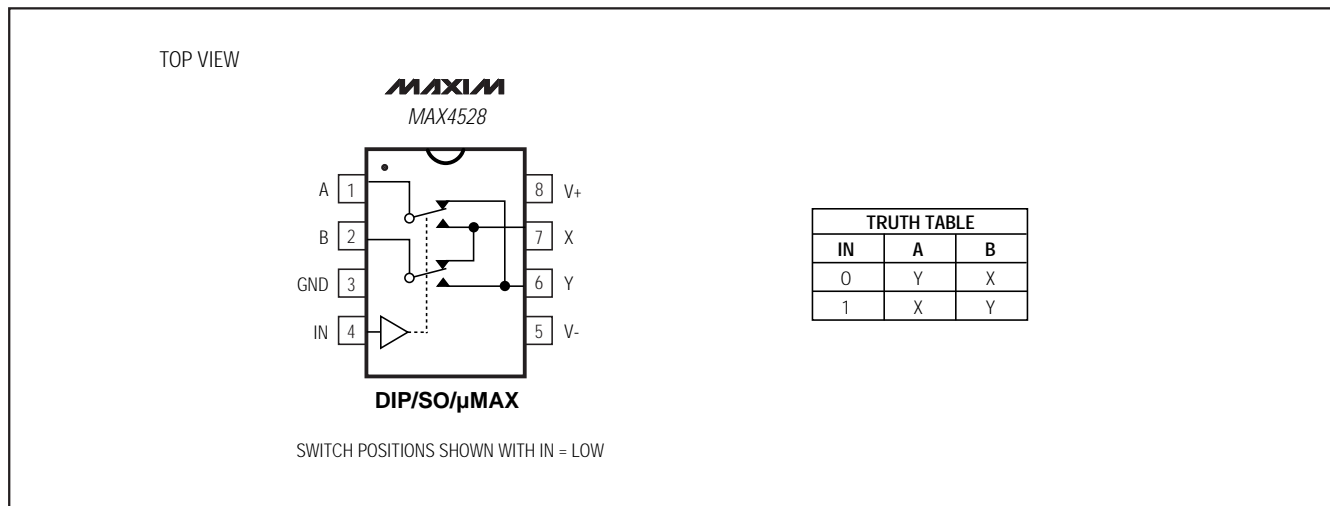 TOP VIEW
MAXIM
MAX4528
A 1
B 2
GND 3
IN 4
8 V+
7 X
6 Y
5 V-
DIP/SO/µMAX
SWITCH POSITIONS SHOWN WITH IN = LOW
TRUTH TABLE
IN A B
0 Y X
1 X Y